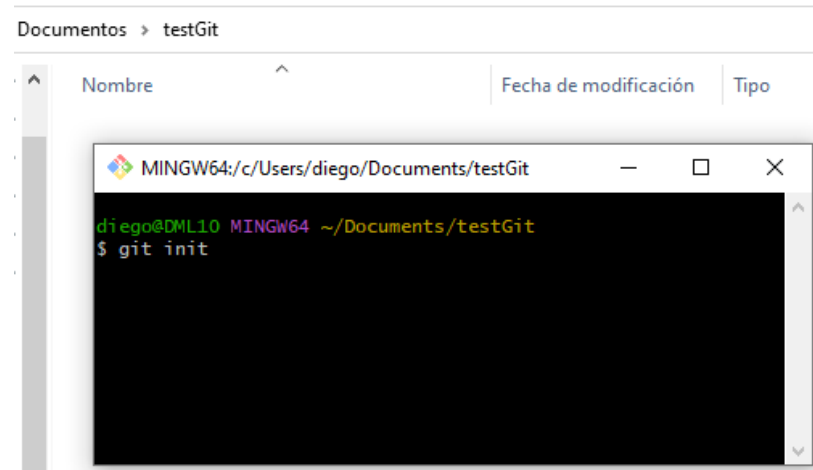 Documentos > testGit
Nombre Fecha de modificación Tipo
MINGW64:/c/Users/diego/Documents/testGit
diego@DML10 MINGW64 ~/Documents/testGit
$ git init